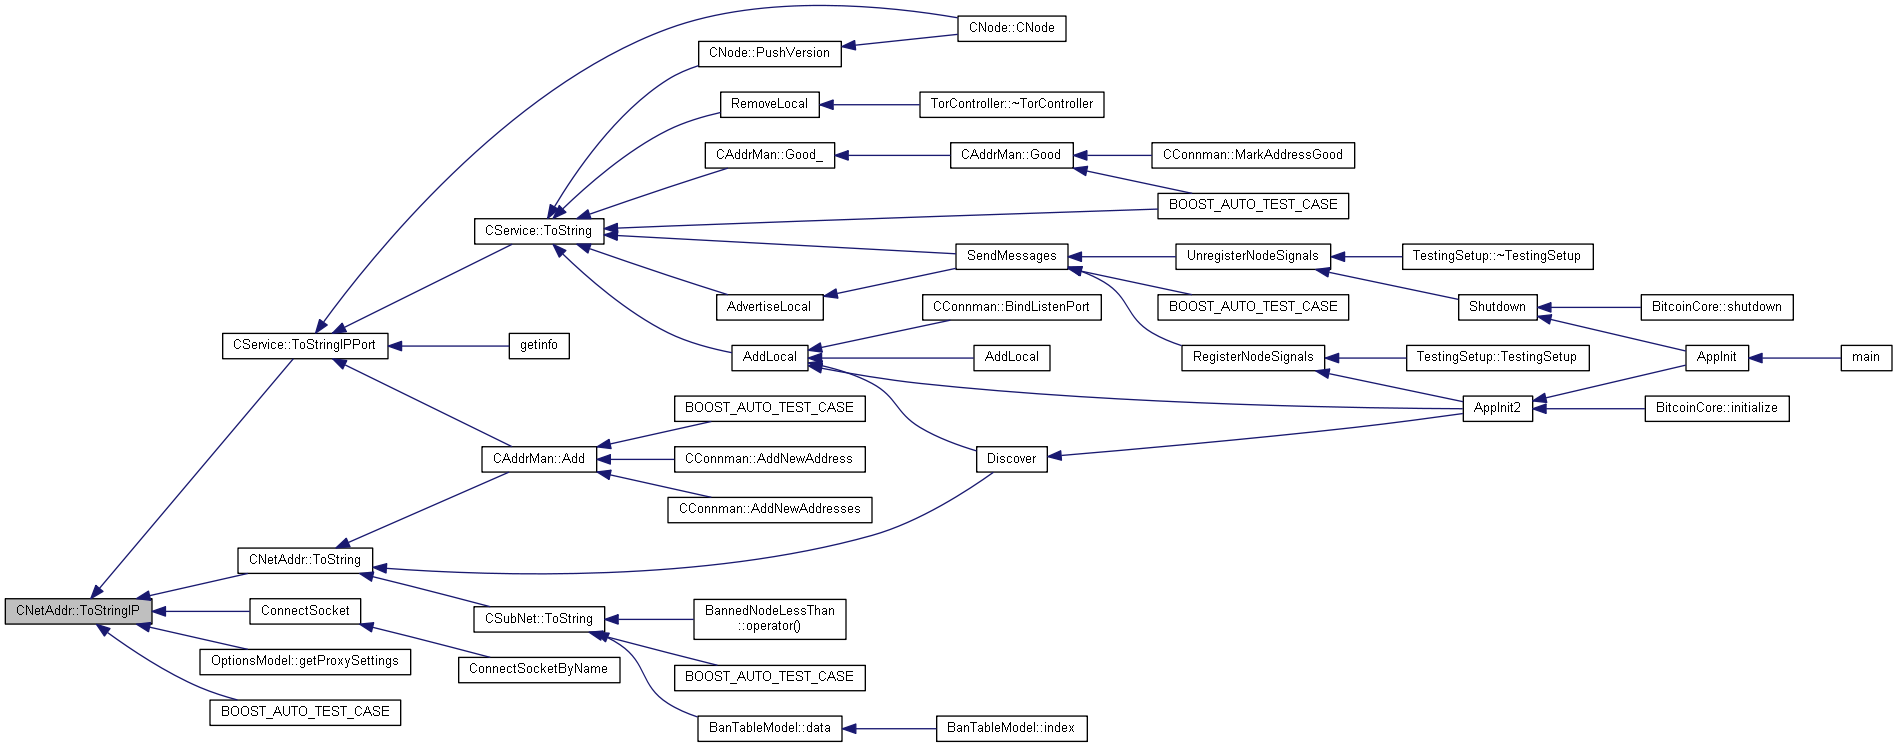 CNode::CNode
CNode::PushVersion
RemoveLocal
TorController::~TorController
CAddrMan::Good_
CAddrMan::Good
CConnman::MarkAddressGood
BOOST_AUTO_TEST_CASE
CService::ToString
SendMessages
UnregisterNodeSignals
TestingSetup::~TestingSetup
AdvertiseLocal
CConnman::BindListenPort
BOOST_AUTO_TEST_CASE
Shutdown
BitcoinCore::shutdown
CService::ToStringIPPort
getinfo
AddLocal
AddLocal
RegisterNodeSignals
TestingSetup::TestingSetup
AppInit
main
BOOST_AUTO_TEST_CASE
AppInit2
BitcoinCore::initialize
CAddrMan::Add
CConnman::AddNewAddress
Discover
CConnman::AddNewAddresses
CNetAddr::ToString
CNetAddr::ToStringIP
ConnectSocket
CSubNet::ToString
BannedNodeLessThan
::operator()
OptionsModel::getProxySettings
ConnectSocketByName
BOOST_AUTO_TEST_CASE
BOOST_AUTO_TEST_CASE
BanTableModel::data
BanTableModel::index